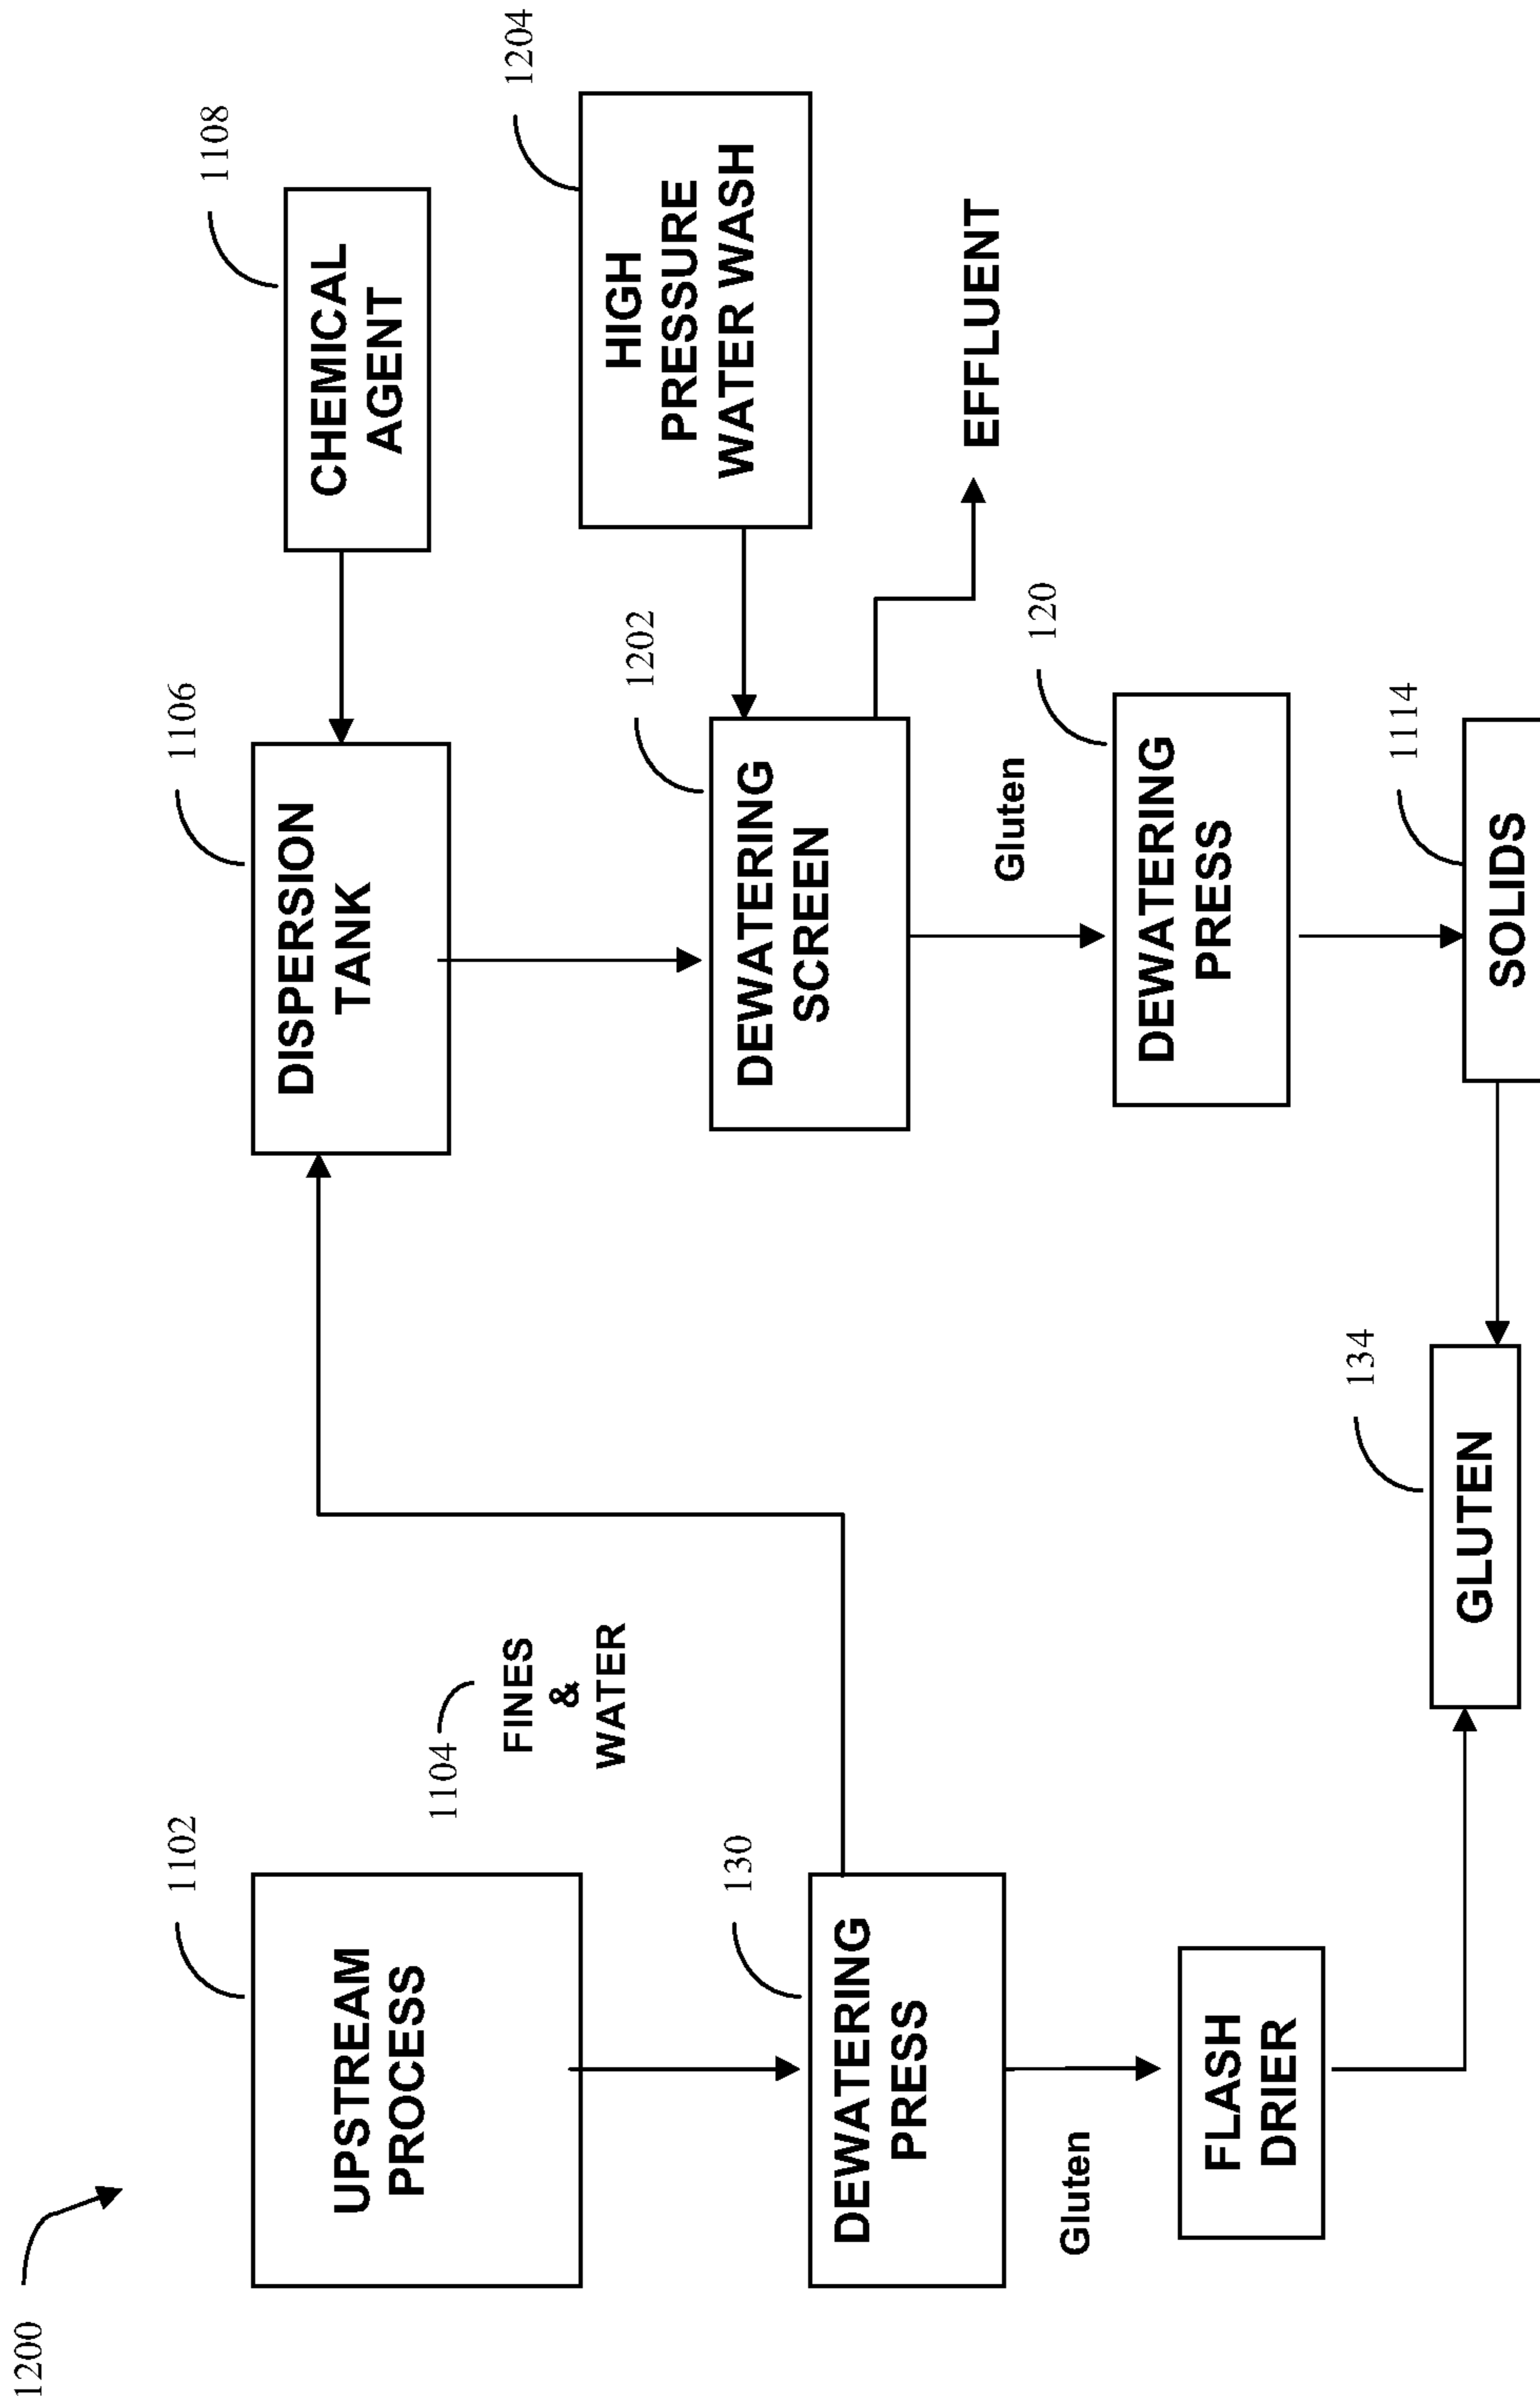 1200
1102
UPSTREAM
PROCESS
1104
FINES
&
WATER
130
DEWATERING
PRESS
Gluten
FLASH
DRIER
134
GLUTEN
1106
DISPERSION
TANK
1108
CHEMICAL
AGENT
1202
DEWATERING
SCREEN
1204
HIGH
PRESSURE
WATER WASH
EFFLUENT
Gluten
120
DEWATERING
PRESS
1114
SOLIDS